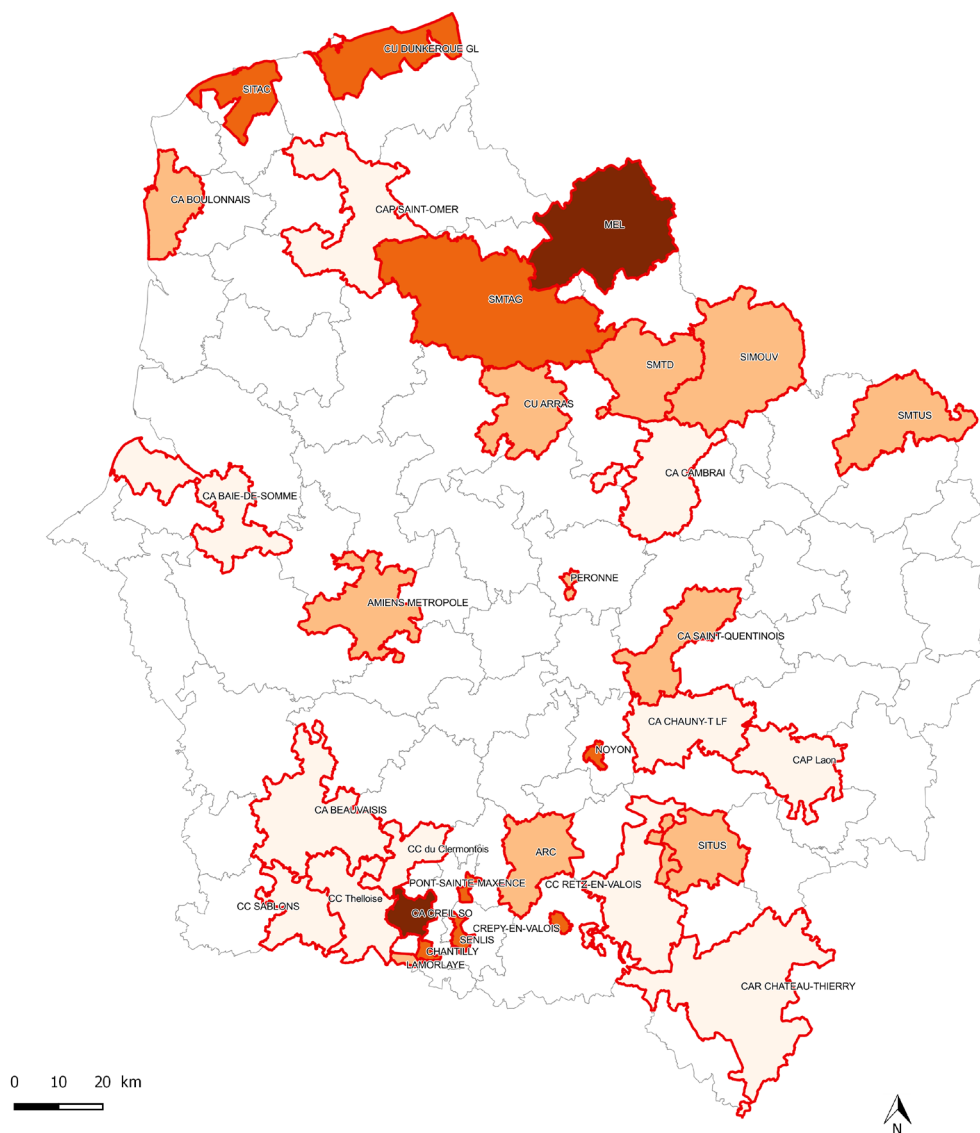 CU DUNKERQUE GL
SITAC
CA BOULONNAIS
CAP SAINT-OMER
MEL
SMTAG
SMTD
SIMOUV
CU ARRAS
SMTUS
CA CAMBRAI
CA BAIE-DE-SOMME
PERONNE
AMIENS METROPOLE
CA SAINT-QUENTINOIS
CA CHAUNY-T LF
NOYON
CAP Laon
CA BEAUVAISIS
CC du Clermontois
ARC
SITUS
PONT-SAINTE-MAXENCE
CC RETZ-EN-VALOIS
CC Thelloise
CC SABLONS
CA CREIL SO
CREPY-EN-VALOIS
SENLIS
CHANTILLY
LAMORLAYE
CAR CHATEAU-THIERRY
0 10 20 km
N